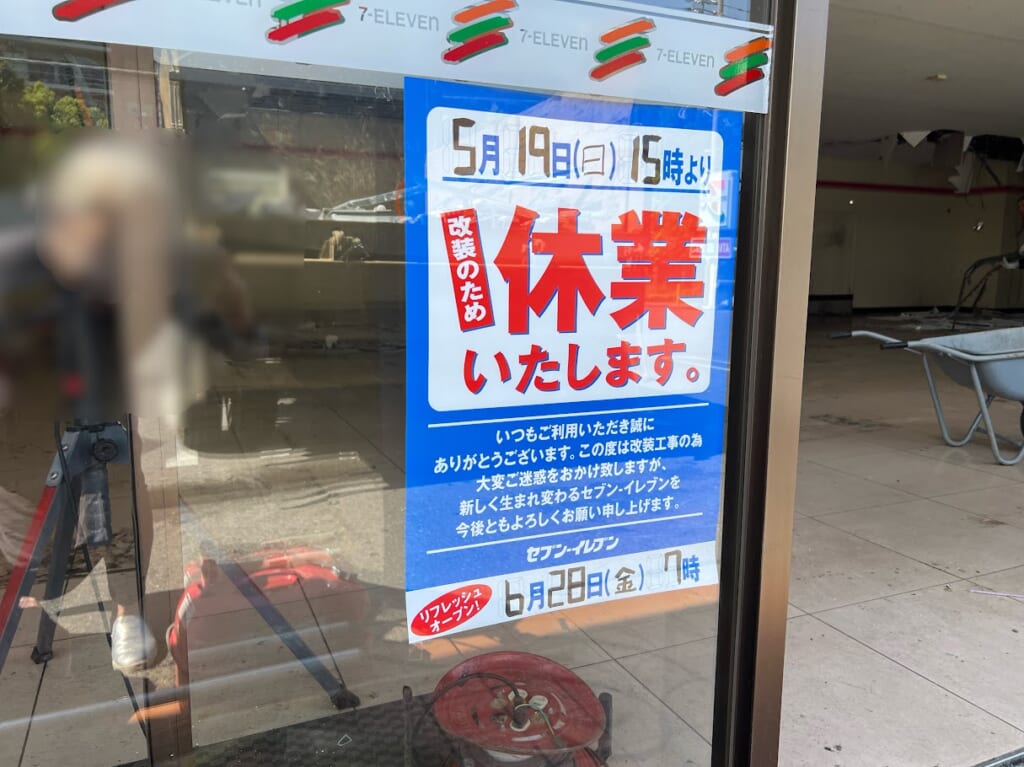 7-ELEVEN
7-ELEVEN
7-ELEVEN
7-ELEVEN
5月19日(日)15時より
改装のため
休業
いたします。
いつもご利用いただき誠に
ありがとうございます。この度は改装工事の為
大変ご迷惑をおかけ致しますが、
新しく生まれ変わるセブン-イレブンを
今後ともよろしくお願い申し上げます。
セブン-イレブン
リフレッシュ
オープン!
6月28日(金)7時